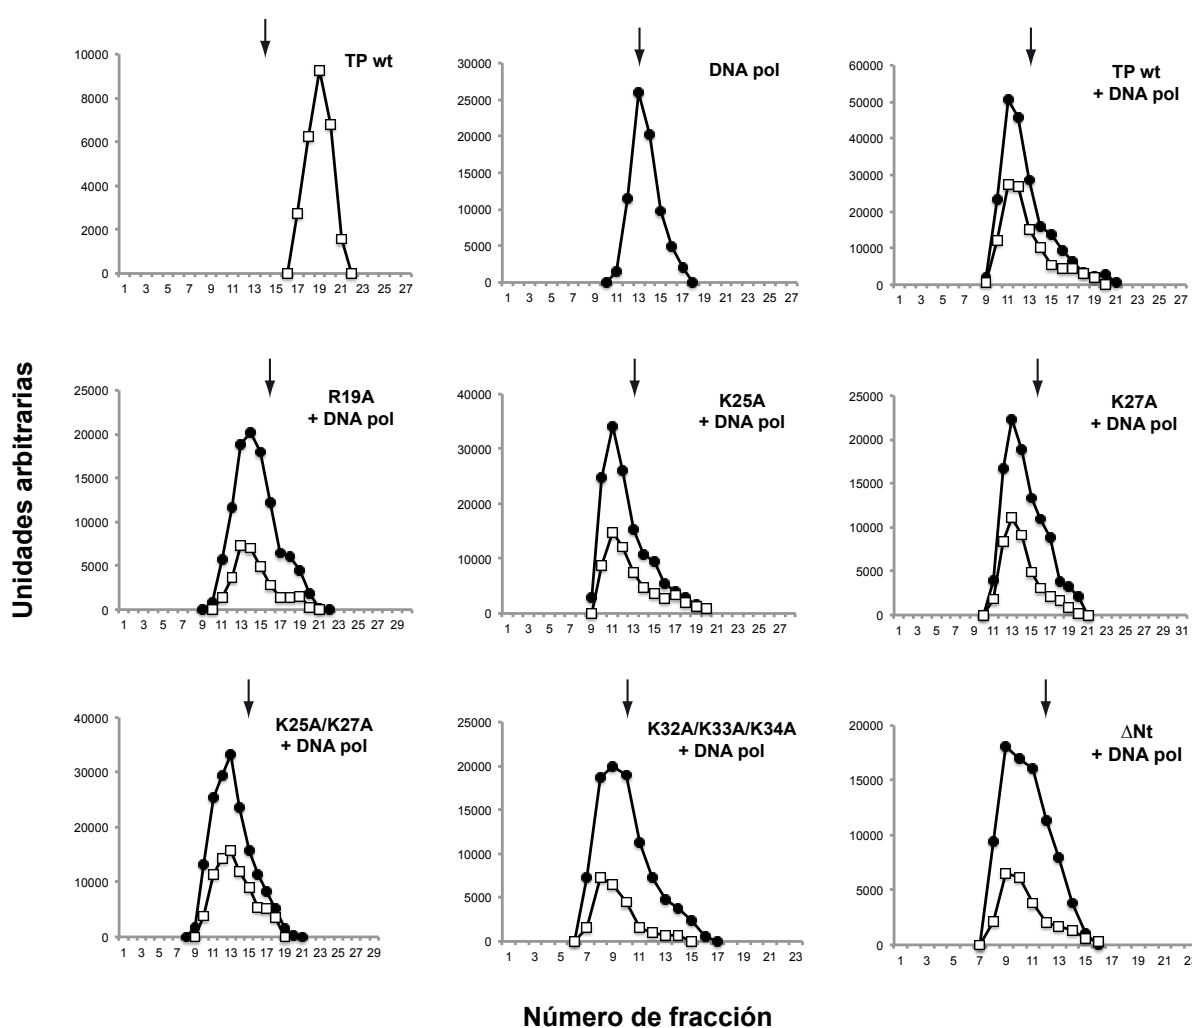 TP wt
10000
8000
6000
4000
2000
0
1 3 5 7 9 11 13 15 17 19 21 23 25 27
DNA pol
30000
25000
20000
15000
10000
5000
0
1 3 5 7 9 11 13 15 17 19 21 23 25 27
TP wt
+ DNA pol
60000
50000
40000
30000
20000
10000
0
1 3 5 7 9 11 13 15 17 19 21 23 25 27
Unidades arbitrarias
R19A
+ DNA pol
25000
20000
15000
10000
5000
0
1 3 5 7 9 11 13 15 17 19 21 23 25 27 29
K25A
+ DNA pol
40000
30000
20000
10000
0
1 3 5 7 9 11 13 15 17 19 21 23 25 27
K27A
+ DNA pol
25000
20000
15000
10000
5000
0
1 3 5 7 9 11 13 15 17 19 21 23 25 27 29 31
K25A/K27A
+ DNA pol
40000
30000
20000
10000
0
1 3 5 7 9 11 13 15 17 19 21 23 25 27 29
K32A/K33A/K34A
+ DNA pol
25000
20000
15000
10000
5000
0
1 3 5 7 9 11 13 15 17 19 21 23
ΔNt
+ DNA pol
20000
15000
10000
5000
0
1 3 5 7 9 11 13 15 17 19 21
Número de fracción